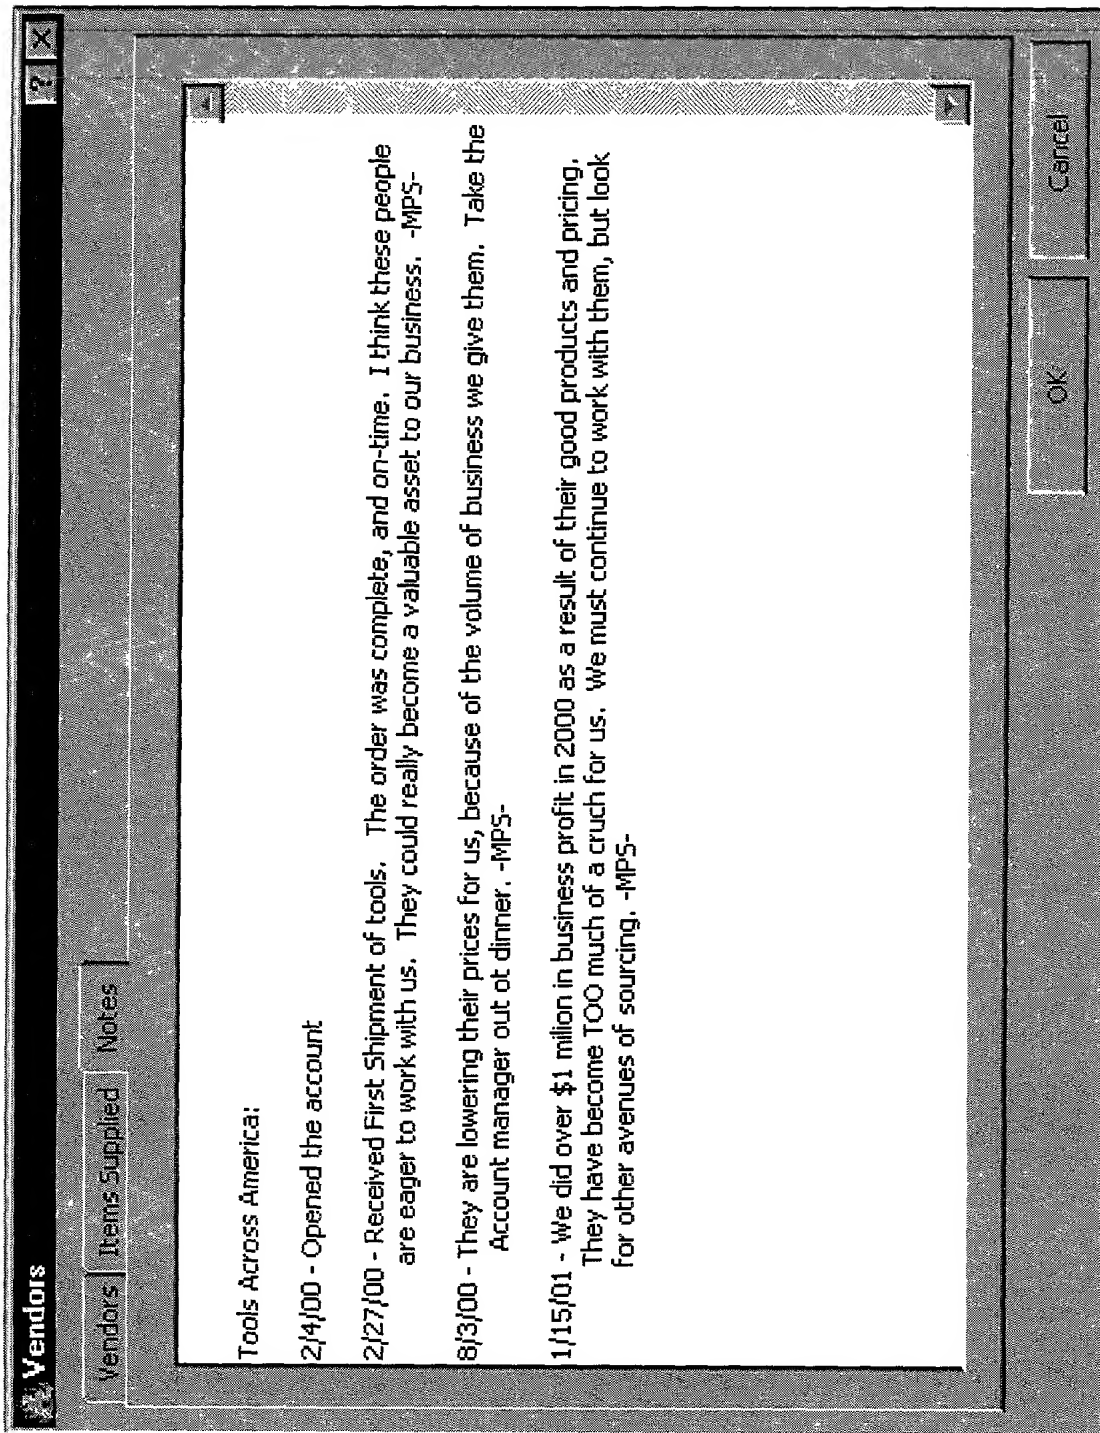 Vendors
? X
Vendors Items Supplied Notes
Tools Across America:
2/4/00 - Opened the account
2/27/00 - Received First Shipment of tools. The order was complete, and on-time. I think these people
are eager to work with us. They could really become a valuable asset to our business. -MPS-
8/3/00 - They are lowering their prices for us, because of the volume of business we give them. Take the
Account manager out ot dinner. -MPS-
1/15/01 - We did over $1 milion in business profit in 2000 as a result of their good products and pricing.
They have become TOO much of a cruch for us. We must continue to work with them, but look
for other avenues of sourcing. -MPS-
OK Cancel